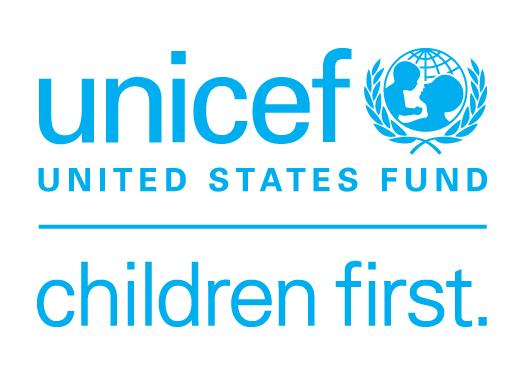 unicef
UNITED STATES FUND
children first.